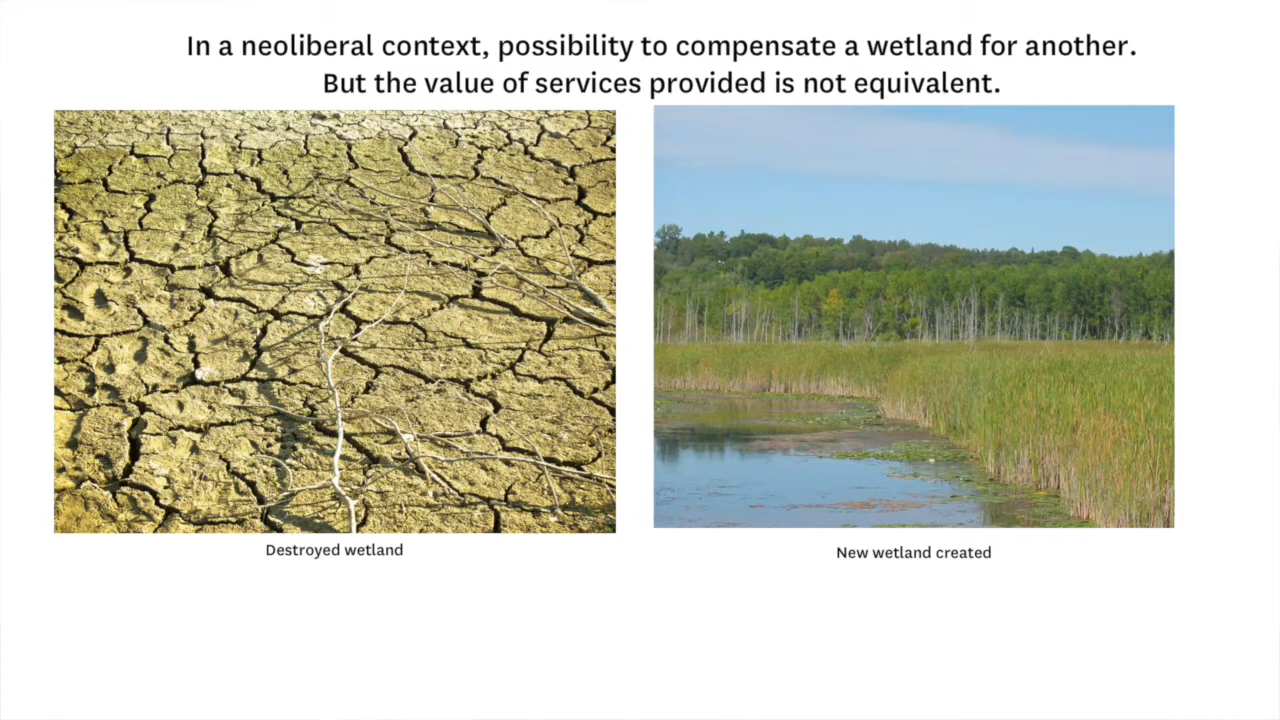 In a neoliberal context, possibility to compensate a wetland for another.
But the value of services provided is not equivalent.
Destroyed wetland
New wetland created